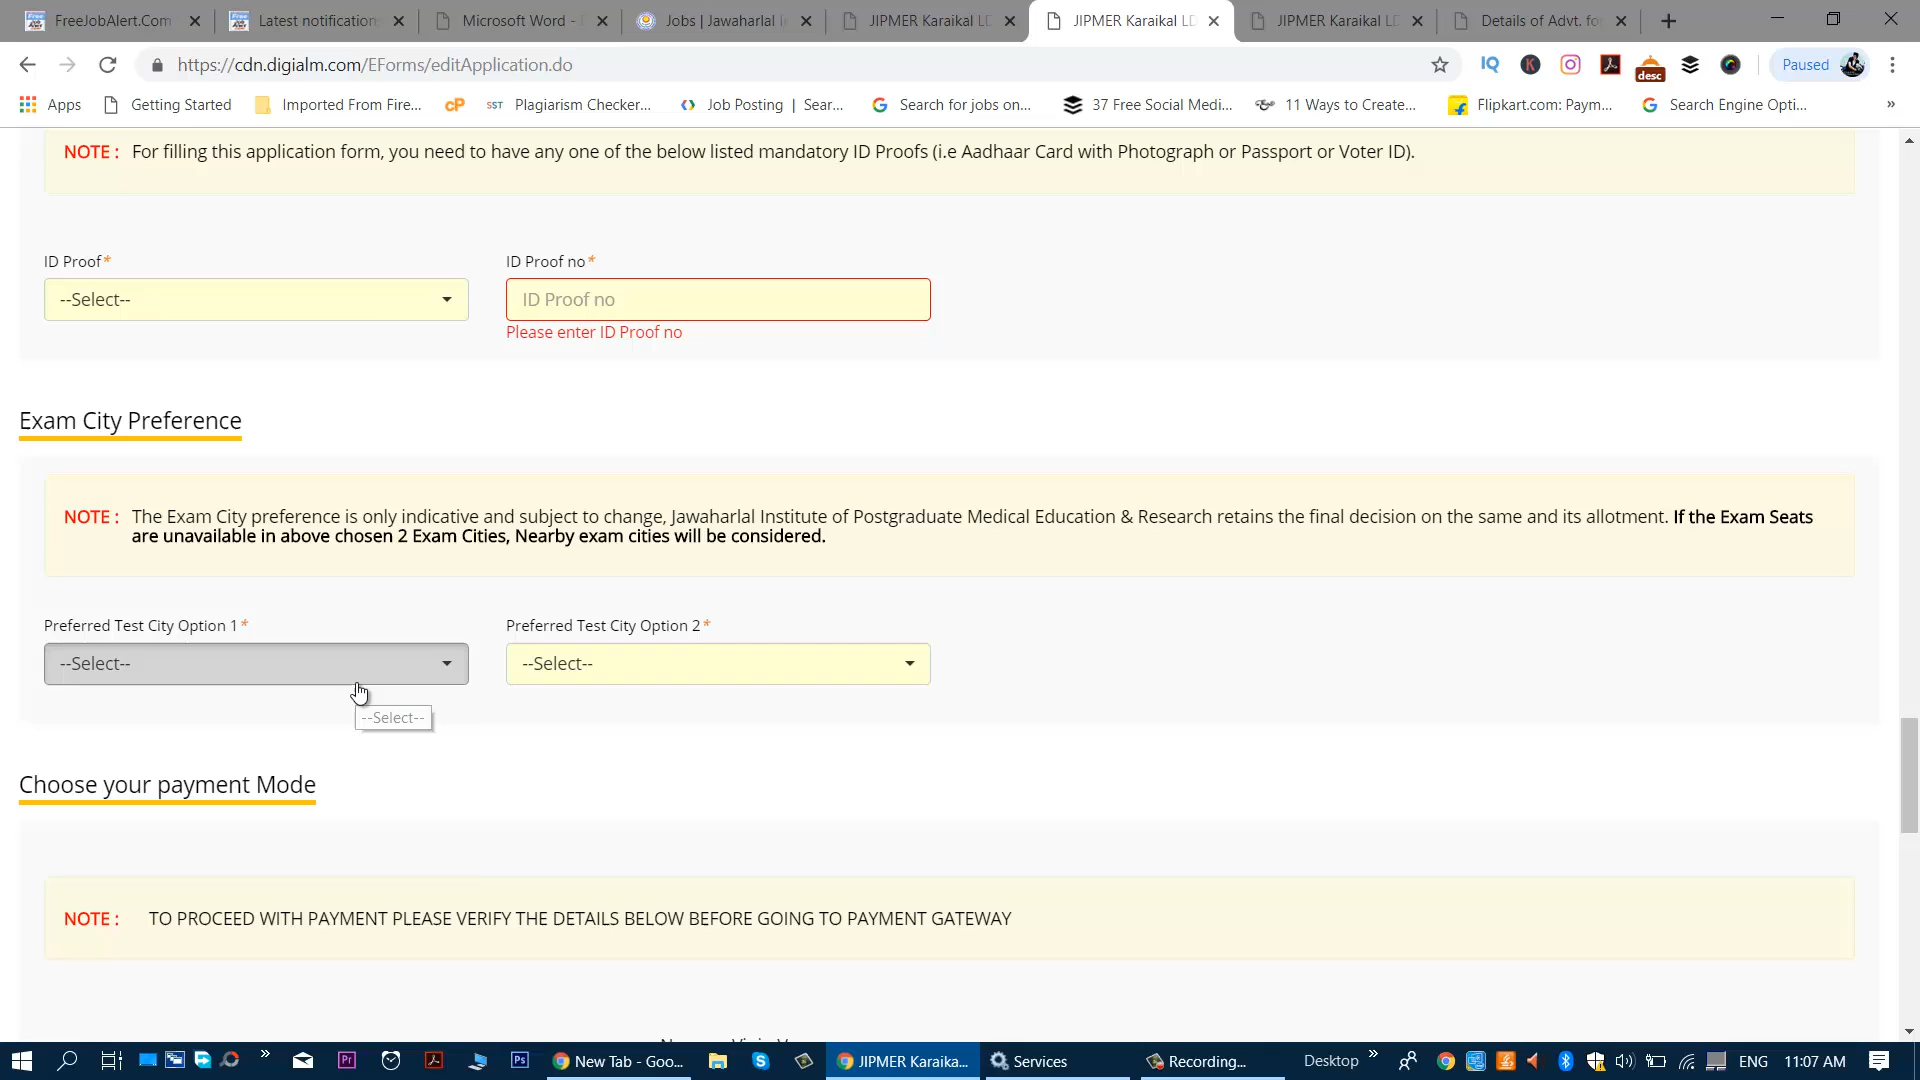 FreeJobAlert.Com
Latest notification
Microsoft Word -
Jobs | Jawaharlal I
JIPMER Karaikal LD
JIPMER Karaikal LD
JIPMER Karaikal LD
Details of Advt. fo
https://cdn.digialm.com/EForms/editApplication.do
IQ
K
desc
Paused
Apps
Getting Started
Imported From Fire...
cP
SST Plagiarism Checker...
Job Posting | Sear...
Search for jobs on...
37 Free Social Medi...
11 Ways to Create...
Flipkart.com: Paym...
Search Engine Opti...
»
NOTE : For filling this application form, you need to have any one of the below listed mandatory ID Proofs (i.e Aadhaar Card with Photograph or Passport or Voter ID).
ID Proof*
ID Proof no*
--Select--
ID Proof no
Please enter ID Proof no
Exam City Preference
NOTE : The Exam City preference is only indicative and subject to change, Jawaharlal Institute of Postgraduate Medical Education & Research retains the final decision on the same and its allotment. If the Exam Seats
are unavailable in above chosen 2 Exam Cities, Nearby exam cities will be considered.
Preferred Test City Option 1*
Preferred Test City Option 2*
--Select--
--Select--
--Select--
Choose your payment Mode
NOTE : TO PROCEED WITH PAYMENT PLEASE VERIFY THE DETAILS BELOW BEFORE GOING TO PAYMENT GATEWAY
Pr
Ps
New Tab - Goo...
JIPMER Karaika...
Services
Recording...
Desktop
ENG
11:07 AM